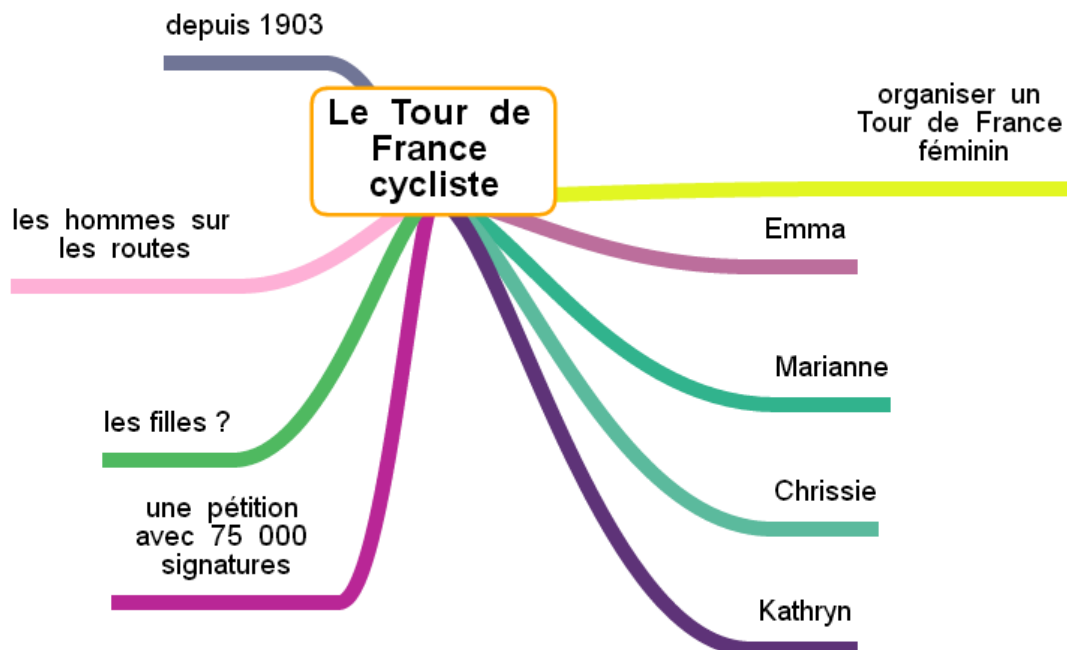 depuis 1903
Le Tour de
France
cycliste
organiser un
Tour de France
féminin
les hommes sur
les routes
Emma
Marianne
les filles ?
Chrissie
une pétition
avec 75 000
signatures
Kathryn